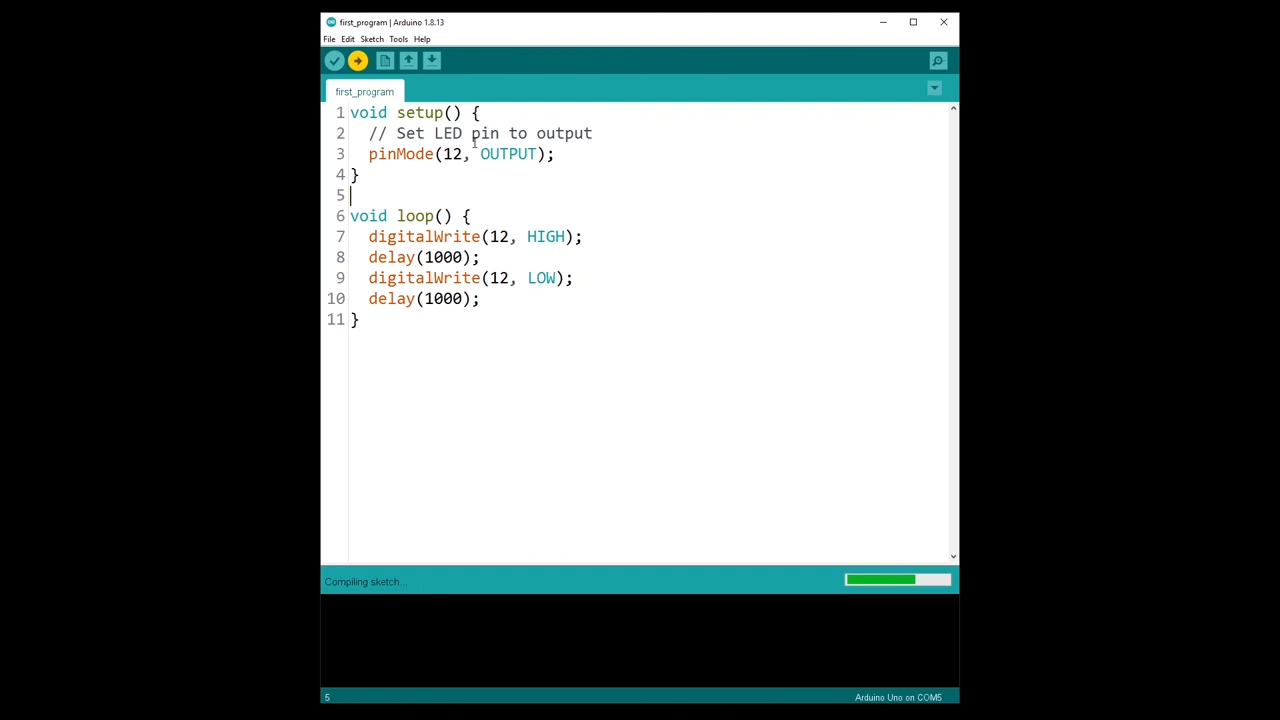 first_program | Arduino 1.8.13
File Edit Sketch Tools Help
first_program
1 void setup() {
2   // Set LED pin to output
3   pinMode(12, OUTPUT);
4 }
5
6 void loop() {
7   digitalWrite(12, HIGH);
8   delay(1000);
9   digitalWrite(12, LOW);
10   delay(1000);
11 }
Compiling sketch...
5 Arduino Uno on COM5